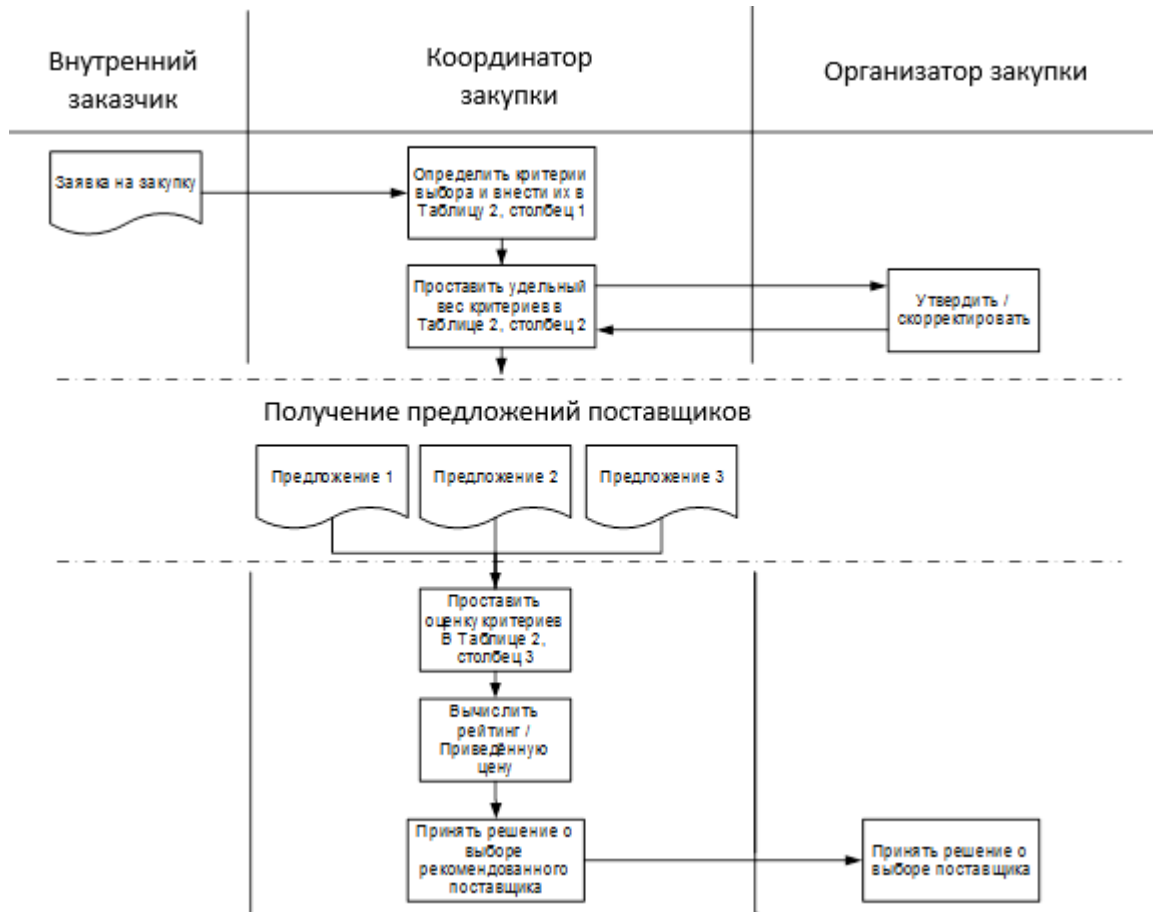 Внутренний
заказчик
Координатор
закупки
Организатор закупки
Заявка на закупку
Определить критерии
выбора и внести их в
Таблицу 2, столбец 1
Проставить удельный
вес критериев в
Таблице 2, столбец 2
Утвердить /
скорректировать
Получение предложений поставщиков
Предложение 1
Предложение 2
Предложение 3
Проставить
оценку критериев
В Таблице 2,
столбец 3
Вычислить
рейтинг /
Приведённую
цену
Принять решение о
выборе
рекомендованного
поставщика
Принять решение о
выборе поставщика